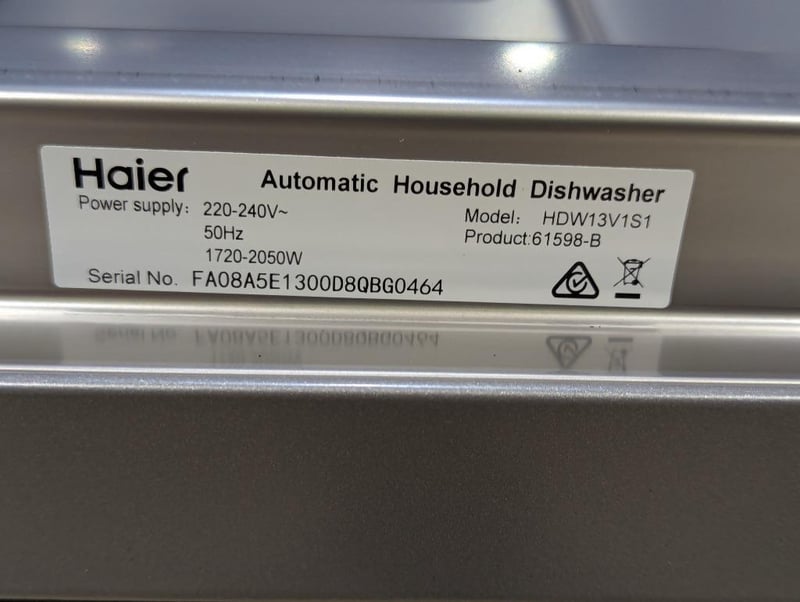 Haier
Automatic Household Dishwasher
Power supply: 220-240V~
50Hz
1720-2050W
Model: HDW13V1S1
Product:61598-B
Serial No. FA08A5E1300D8QBG0464